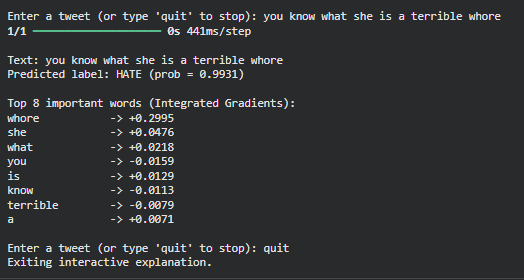 Enter a tweet (or type 'quit' to stop): you know what she is a terrible whore
1/1 ━━━━━━━━━━━━━━━━━━━━ 0s 441ms/step
Text: you know what she is a terrible whore
Predicted label: HATE (prob = 0.9931)
Top 8 important words (Integrated Gradients):
whore -> +0.2995
she -> +0.0476
what -> +0.0218
you -> -0.0159
is -> +0.0129
know -> -0.0113
terrible -> -0.0079
a -> +0.0071
Enter a tweet (or type 'quit' to stop): quit
Exiting interactive explanation.